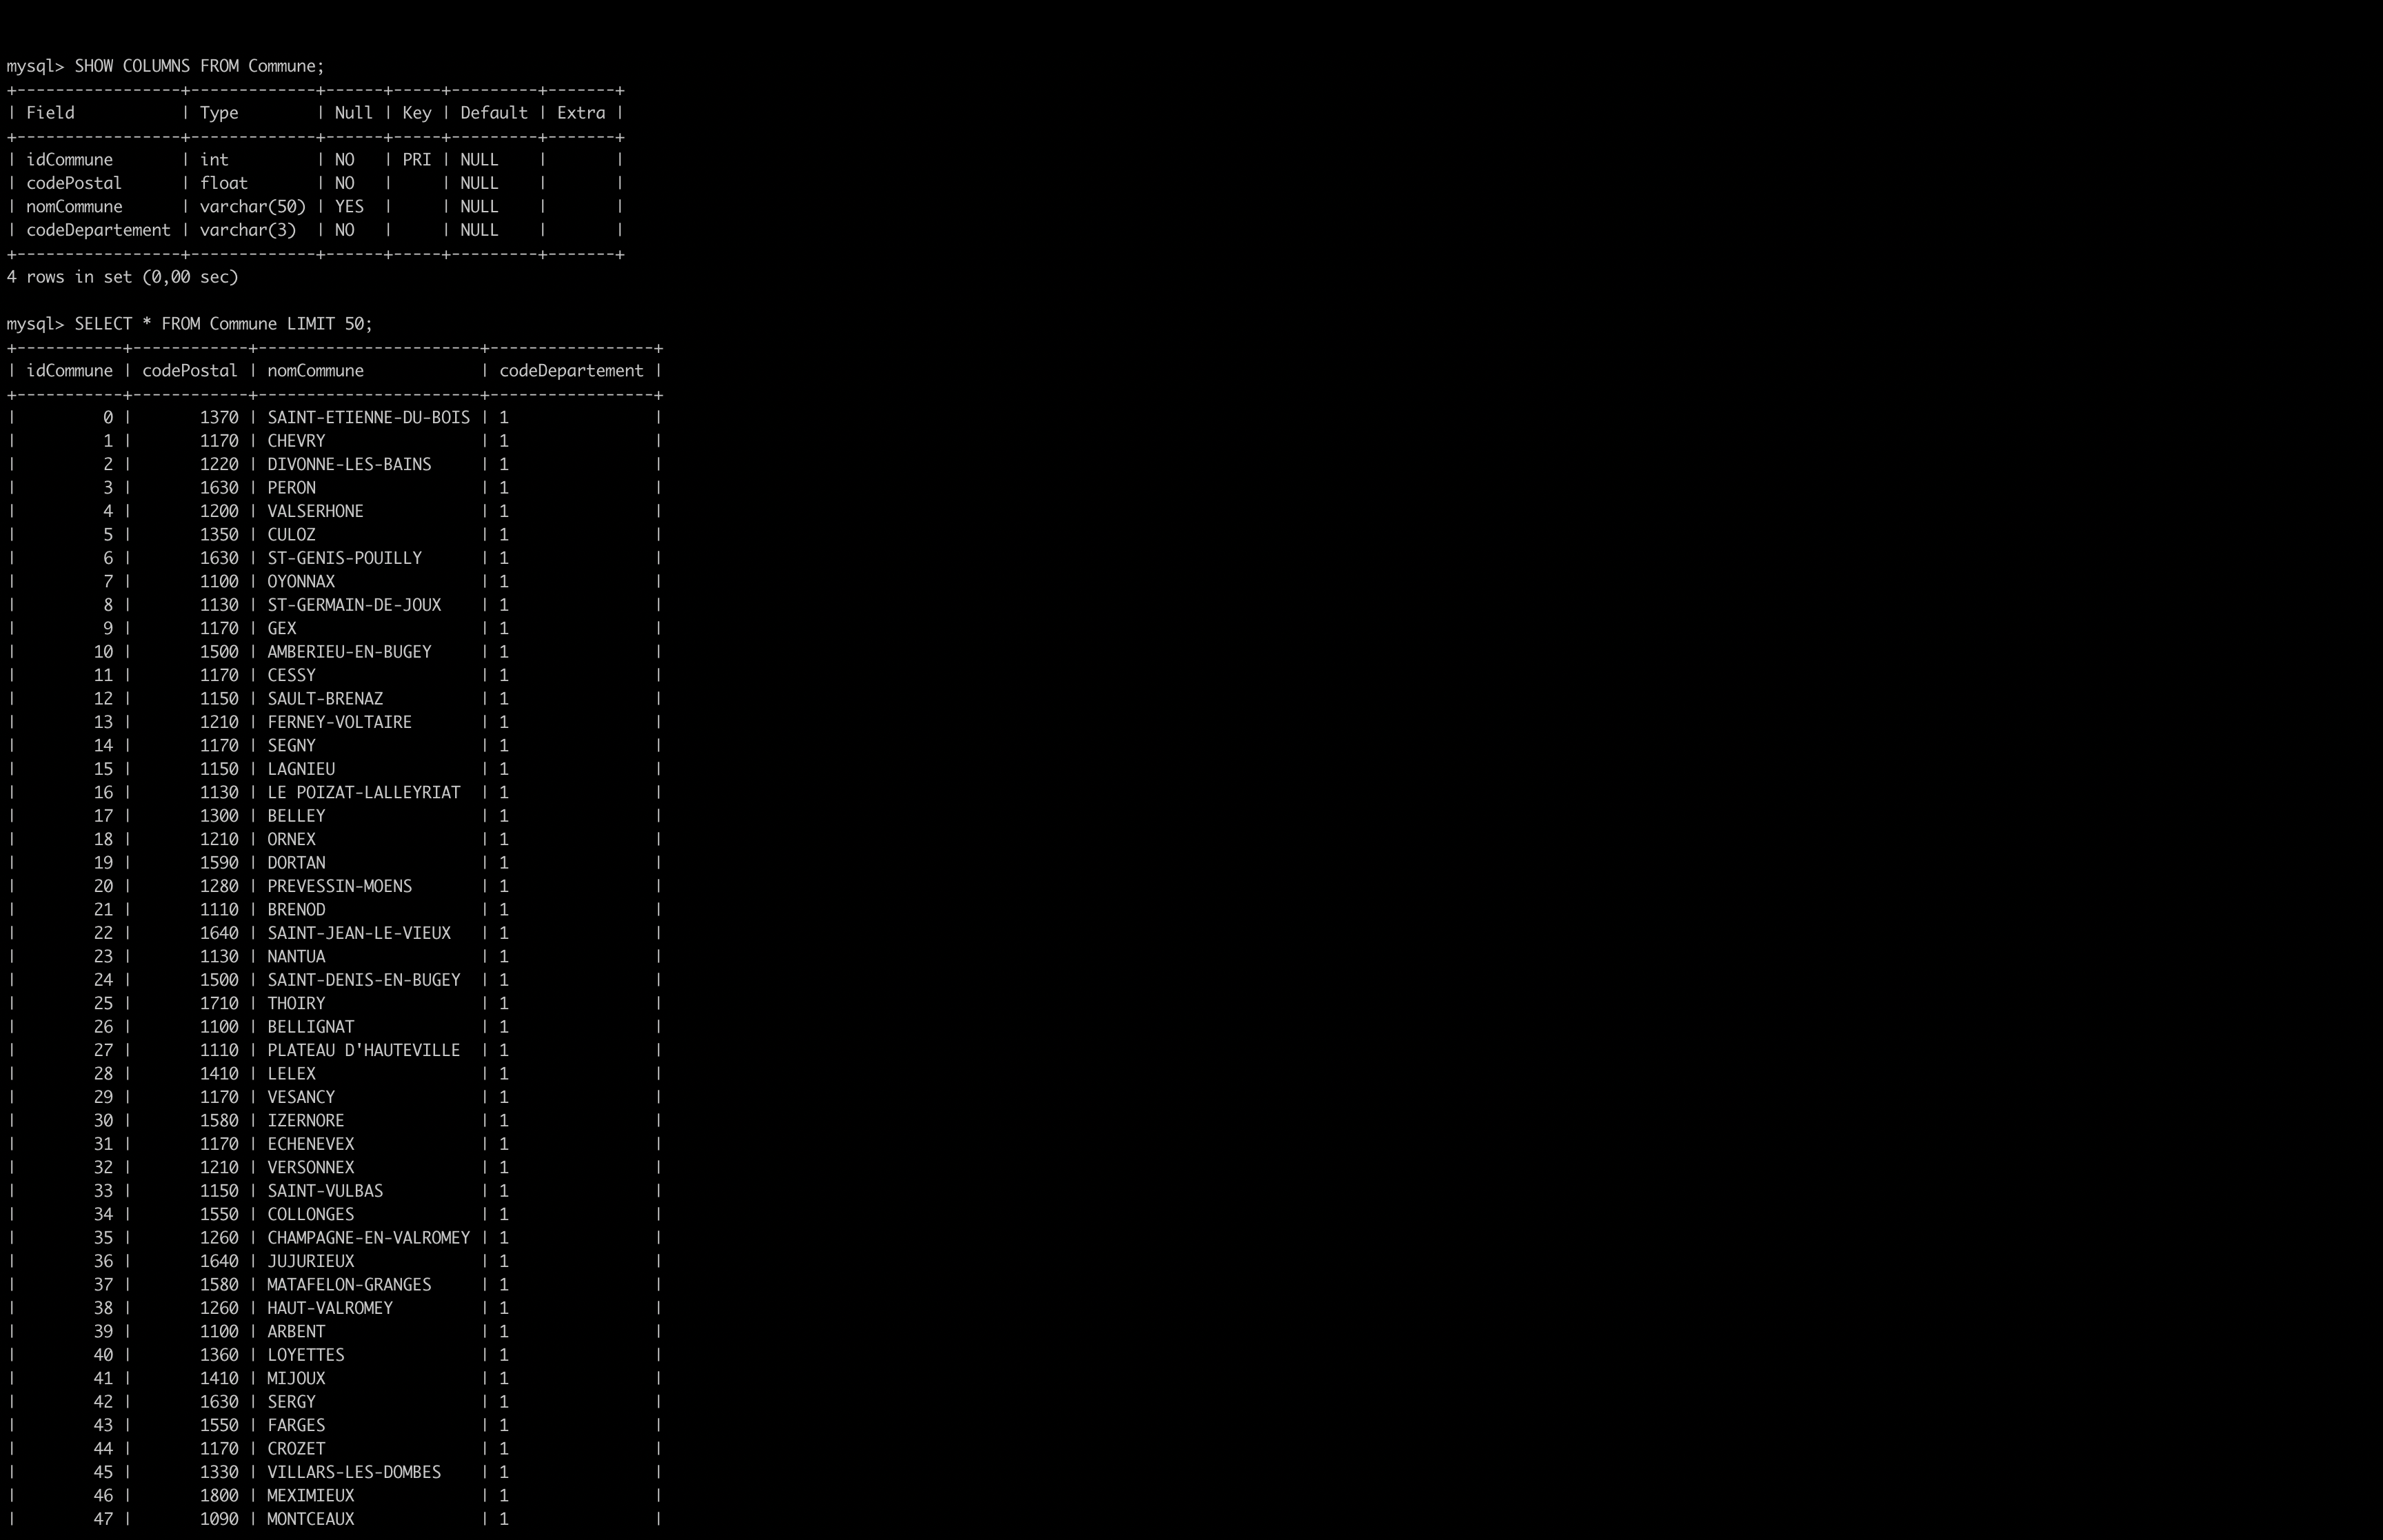 mysql> SHOW COLUMNS FROM Commune;
+-----------------+-------------+------+-----+---------+-------+
| Field           | Type        | Null | Key | Default | Extra |
+-----------------+-------------+------+-----+---------+-------+
| idCommune       | int         | NO   | PRI | NULL    |       |
| codePostal      | float       | NO   |     | NULL    |       |
| nomCommune      | varchar(50) | YES  |     | NULL    |       |
| codeDepartement | varchar(3)  | NO   |     | NULL    |       |
+-----------------+-------------+------+-----+---------+-------+
4 rows in set (0,00 sec)

mysql> SELECT * FROM Commune LIMIT 50;
+-----------+------------+-----------------------+-----------------+
| idCommune | codePostal | nomCommune            | codeDepartement |
+-----------+------------+-----------------------+-----------------+
|         0 |       1370 | SAINT-ETIENNE-DU-BOIS | 1               |
|         1 |       1170 | CHEVRY                | 1               |
|         2 |       1220 | DIVONNE-LES-BAINS     | 1               |
|         3 |       1630 | PERON                 | 1               |
|         4 |       1200 | VALSERHONE            | 1               |
|         5 |       1350 | CULOZ                 | 1               |
|         6 |       1630 | ST-GENIS-POUILLY      | 1               |
|         7 |       1100 | OYONNAX               | 1               |
|         8 |       1130 | ST-GERMAIN-DE-JOUX    | 1               |
|         9 |       1170 | GEX                   | 1               |
|        10 |       1500 | AMBERIEU-EN-BUGEY     | 1               |
|        11 |       1170 | CESSY                 | 1               |
|        12 |       1150 | SAULT-BRENAZ          | 1               |
|        13 |       1210 | FERNEY-VOLTAIRE       | 1               |
|        14 |       1170 | SEGNY                 | 1               |
|        15 |       1150 | LAGNIEU               | 1               |
|        16 |       1130 | LE POIZAT-LALLEYRIAT  | 1               |
|        17 |       1300 | BELLEY                | 1               |
|        18 |       1210 | ORNEX                 | 1               |
|        19 |       1590 | DORTAN                | 1               |
|        20 |       1280 | PREVESSIN-MOENS       | 1               |
|        21 |       1110 | BRENOD                | 1               |
|        22 |       1640 | SAINT-JEAN-LE-VIEUX   | 1               |
|        23 |       1130 | NANTUA                | 1               |
|        24 |       1500 | SAINT-DENIS-EN-BUGEY  | 1               |
|        25 |       1710 | THOIRY                | 1               |
|        26 |       1100 | BELLIGNAT             | 1               |
|        27 |       1110 | PLATEAU D'HAUTEVILLE  | 1               |
|        28 |       1410 | LELEX                 | 1               |
|        29 |       1170 | VESANCY               | 1               |
|        30 |       1580 | IZERNORE              | 1               |
|        31 |       1170 | ECHENEVEX             | 1               |
|        32 |       1210 | VERSONNEX             | 1               |
|        33 |       1150 | SAINT-VULBAS          | 1               |
|        34 |       1550 | COLLONGES             | 1               |
|        35 |       1260 | CHAMPAGNE-EN-VALROMEY | 1               |
|        36 |       1640 | JUJURIEUX             | 1               |
|        37 |       1580 | MATAFELON-GRANGES     | 1               |
|        38 |       1260 | HAUT-VALROMEY         | 1               |
|        39 |       1100 | ARBENT                | 1               |
|        40 |       1360 | LOYETTES              | 1               |
|        41 |       1410 | MIJOUX                | 1               |
|        42 |       1630 | SERGY                 | 1               |
|        43 |       1550 | FARGES                | 1               |
|        44 |       1170 | CROZET                | 1               |
|        45 |       1330 | VILLARS-LES-DOMBES    | 1               |
|        46 |       1800 | MEXIMIEUX             | 1               |
|        47 |       1090 | MONTCEAUX             | 1               |